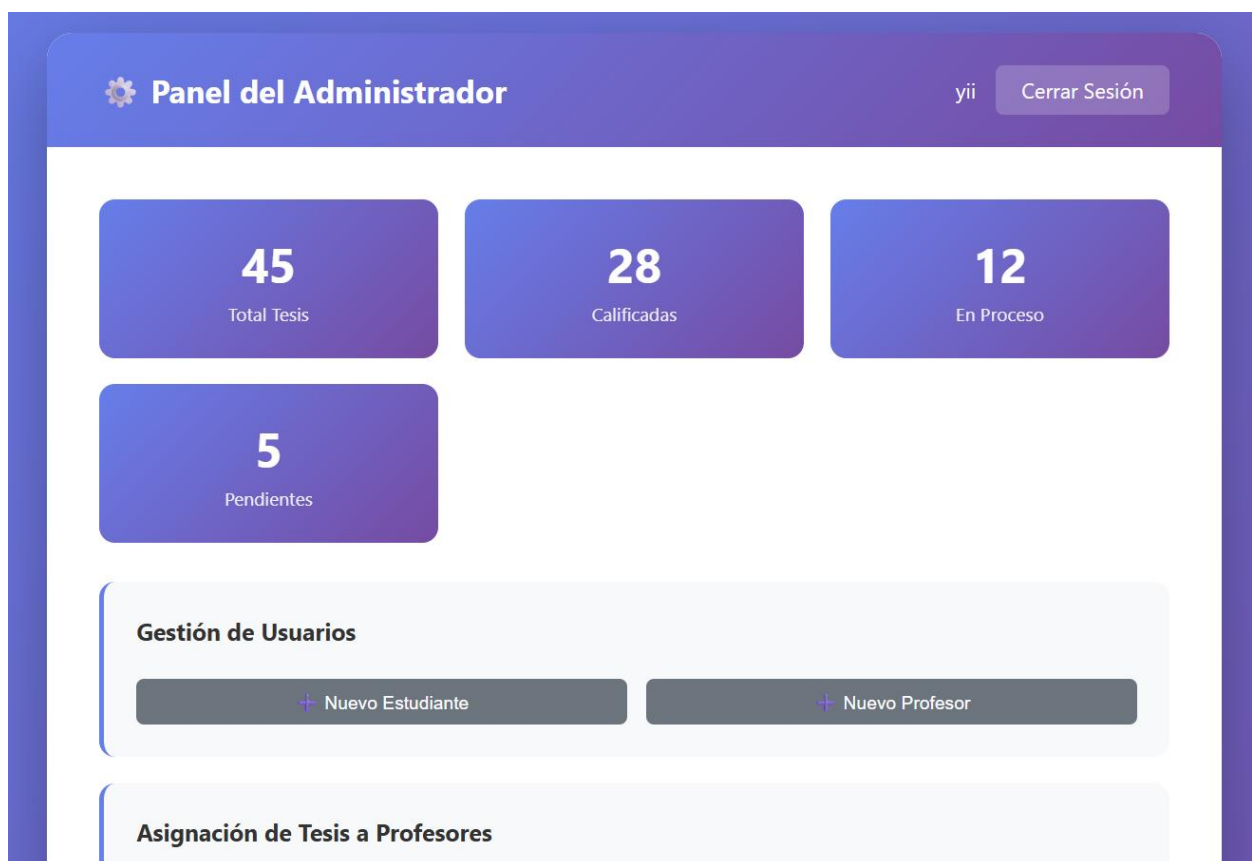 Panel del Administrador
yii
Cerrar Sesión
45
Total Tesis
28
Calificadas
12
En Proceso
5
Pendientes
Gestión de Usuarios
Nuevo Estudiante
Nuevo Profesor
Asignación de Tesis a Profesores